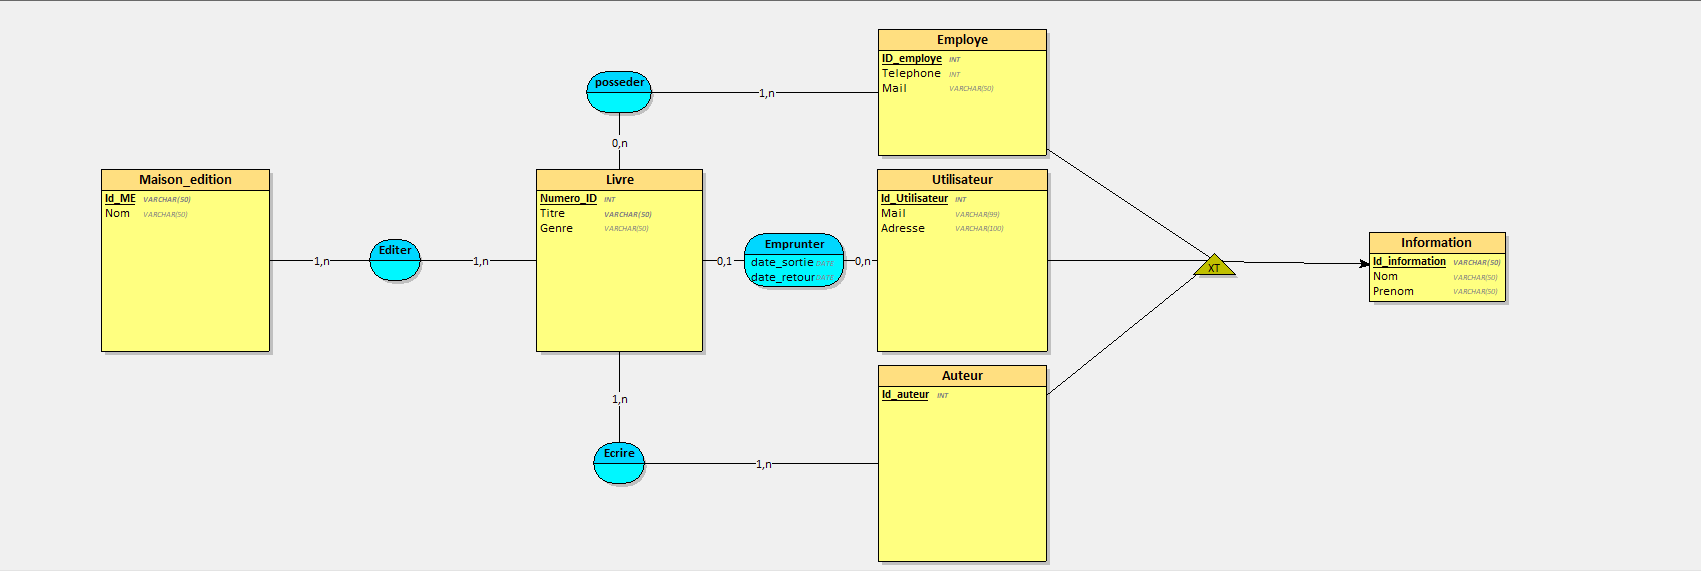 Employe
ID_employe INT
Telephone INT
Mail VARCHAR(50)
posseder
1,n
0,n
Maison_edition
Id_ME VARCHAR(50)
Nom VARCHAR(50)
Livre
Numero_ID INT
Titre VARCHAR(50)
Genre VARCHAR(50)
Utilisateur
Id_Utilisateur INT
Mail VARCHAR(99)
Adresse VARCHAR(100)
Editer
1,n
1,n
Emprunter
date_sortie DATE
date_retour DATE
0,1
0,n
XT
Information
Id_information VARCHAR(50)
Nom VARCHAR(50)
Prenom VARCHAR(50)
Auteur
Id_auteur INT
1,n
Ecrire
1,n